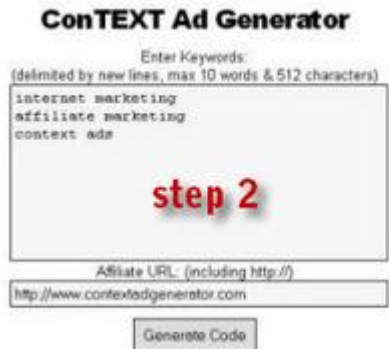 ConTEXT Ad Generator
Enter Keywords:
(delimited by new lines, max 10 words & 512 characters)
internet marketing
affiliate marketing
context ads
step 2
Affiliate URL: (including http://)
http://www.contextadgenerator.com
Generate Code